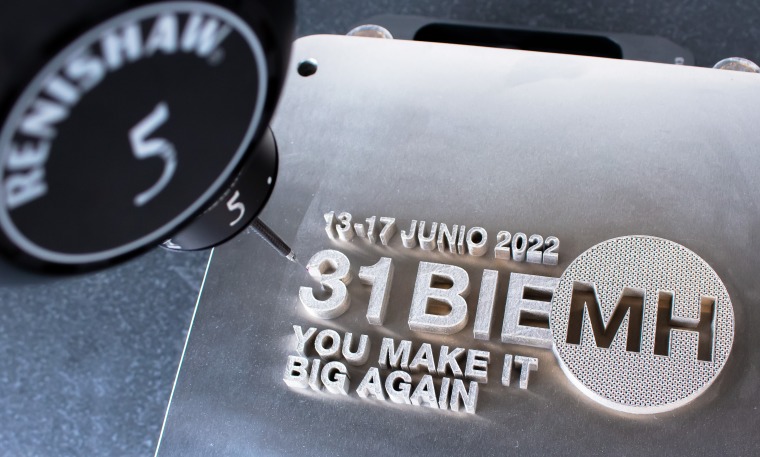 RENISHAW
5
5
13-17 JUNIO 2022
31 BIEMH
YOU MAKE IT
BIG AGAIN